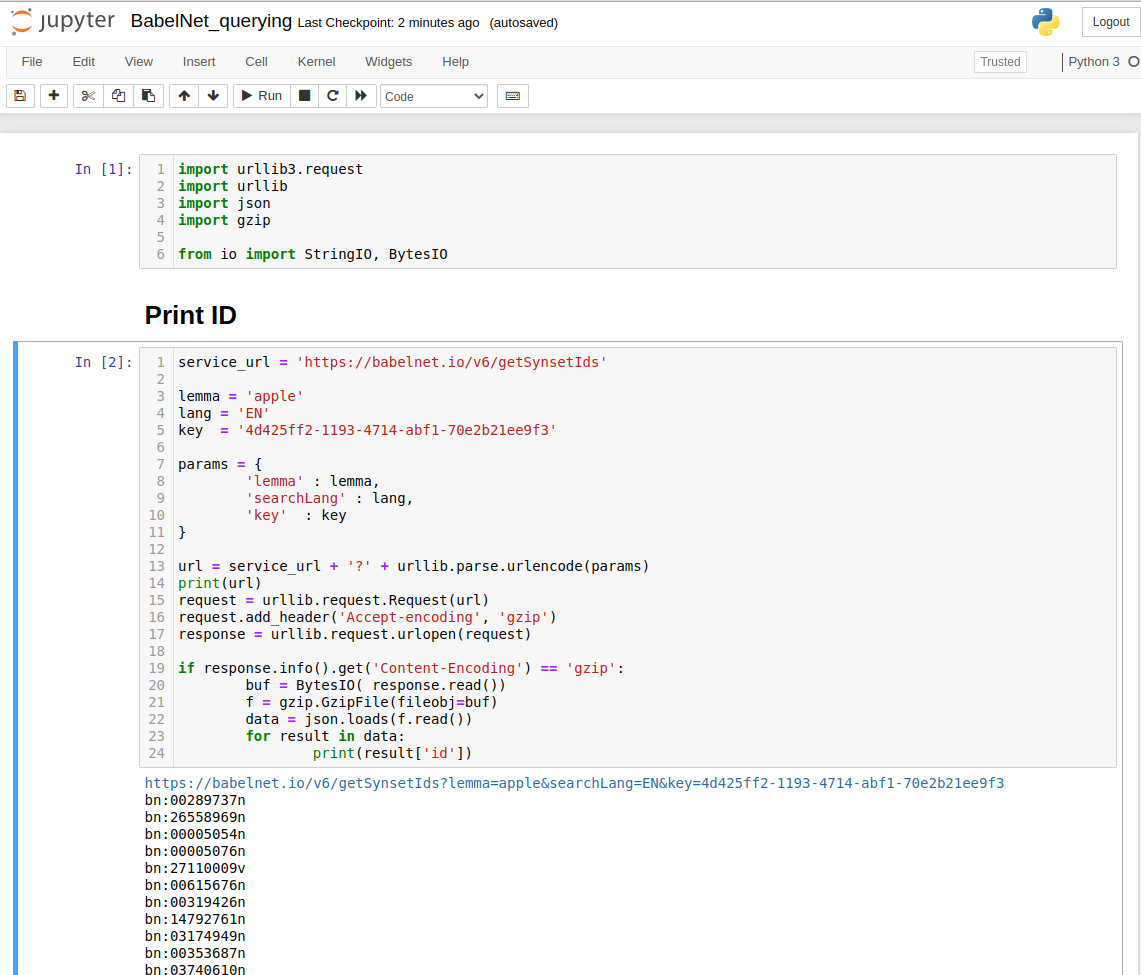 jupyter BabelNet_querying Last Checkpoint: 2 minutes ago (autosaved) Logout
File Edit View Insert Cell Kernel Widgets Help Trusted Python 3
Run Code
In [1]:
1 import urllib3.request
2 import urllib
3 import json
4 import gzip
5
6 from io import StringIO, BytesIO
Print ID
In [2]:
1 service_url = 'https://babelnet.io/v6/getSynsetIds'
2
3 lemma = 'apple'
4 lang = 'EN'
5 key  = '4d425ff2-1193-4714-abf1-70e2b21ee9f3'
6
7 params = {
8         'lemma' : lemma,
9         'searchLang' : lang,
10         'key'  : key
11 }
12
13 url = service_url + '?' + urllib.parse.urlencode(params)
14 print(url)
15 request = urllib.request.Request(url)
16 request.add_header('Accept-encoding', 'gzip')
17 response = urllib.request.urlopen(request)
18
19 if response.info().get('Content-Encoding') == 'gzip':
20         buf = BytesIO( response.read())
21         f = gzip.GzipFile(fileobj=buf)
22         data = json.loads(f.read())
23         for result in data:
24                 print(result['id'])
https://babelnet.io/v6/getSynsetIds?lemma=apple&searchLang=EN&key=4d425ff2-1193-4714-abf1-70e2b21ee9f3
bn:00289737n
bn:26558969n
bn:00005054n
bn:00005076n
bn:27110009v
bn:00615676n
bn:00319426n
bn:14792761n
bn:03174949n
bn:00353687n
bn:03740610n